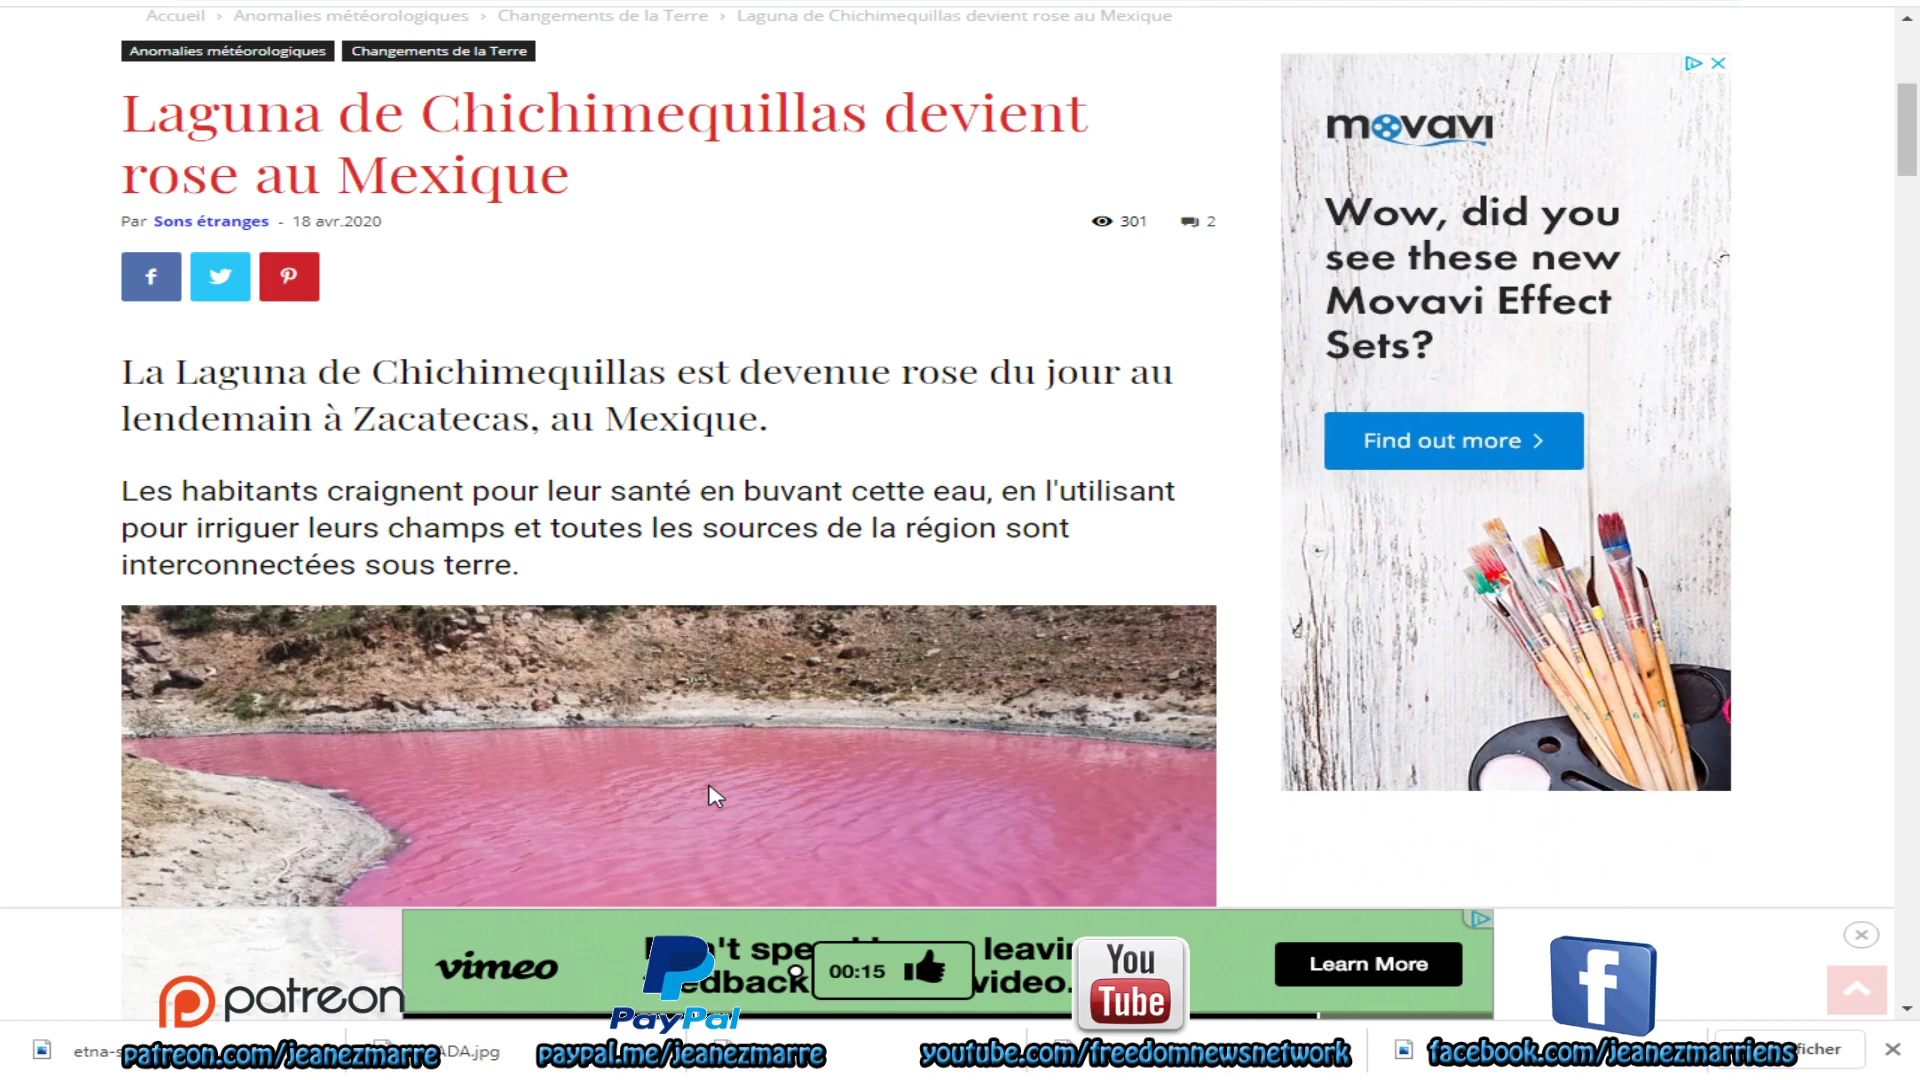 Accueil › Anomalies météorologiques › Changements de la Terre › Laguna de Chichimequillas devient rose au Mexique
Anomalies météorologiques Changements de la Terre
Laguna de Chichimequillas devient
rose au Mexique
Par Sons étranges - 18 avr.2020
301 2
La Laguna de Chichimequillas est devenue rose du jour au
lendemain à Zacatecas, au Mexique.
Les habitants craignent pour leur santé en buvant cette eau, en l'utilisant
pour irriguer leurs champs et toutes les sources de la région sont
interconnectées sous terre.
movavi
Wow, did you
see these new
Movavi Effect
Sets?
Find out more >
vimeo
leavi
video.
00:15
Learn More
patreon
PayPal
You
Tube
patreon.com/jeanezmarre
paypal.me/jeanezmarre
youtube.com/freedomnewsnetwork
facebook.com/jeanezmarriens